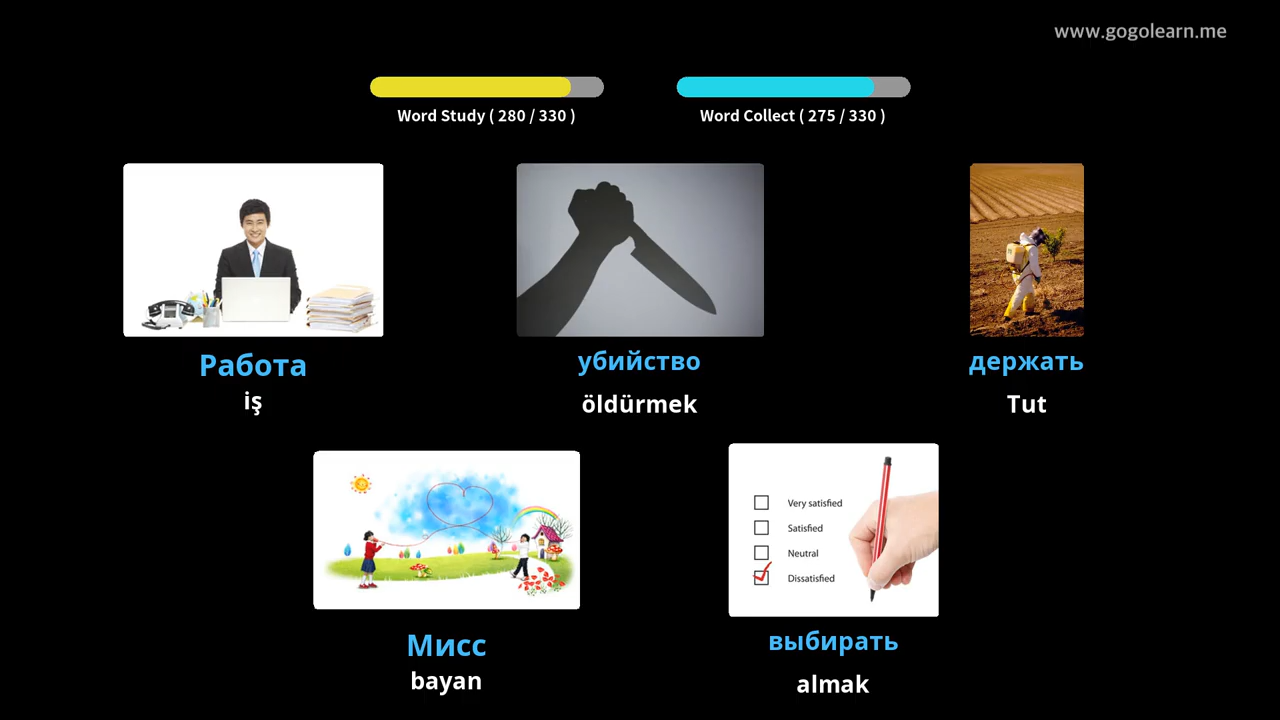 www.gogolearn.me
Word Study ( 280 / 330 )
Word Collect ( 275 / 330 )
Работа
iş
убийство
öldürmek
держать
Tut
Мисс
bayan
Very satisfied
Satisfied
Neutral
Dissatisfied
выбирать
almak